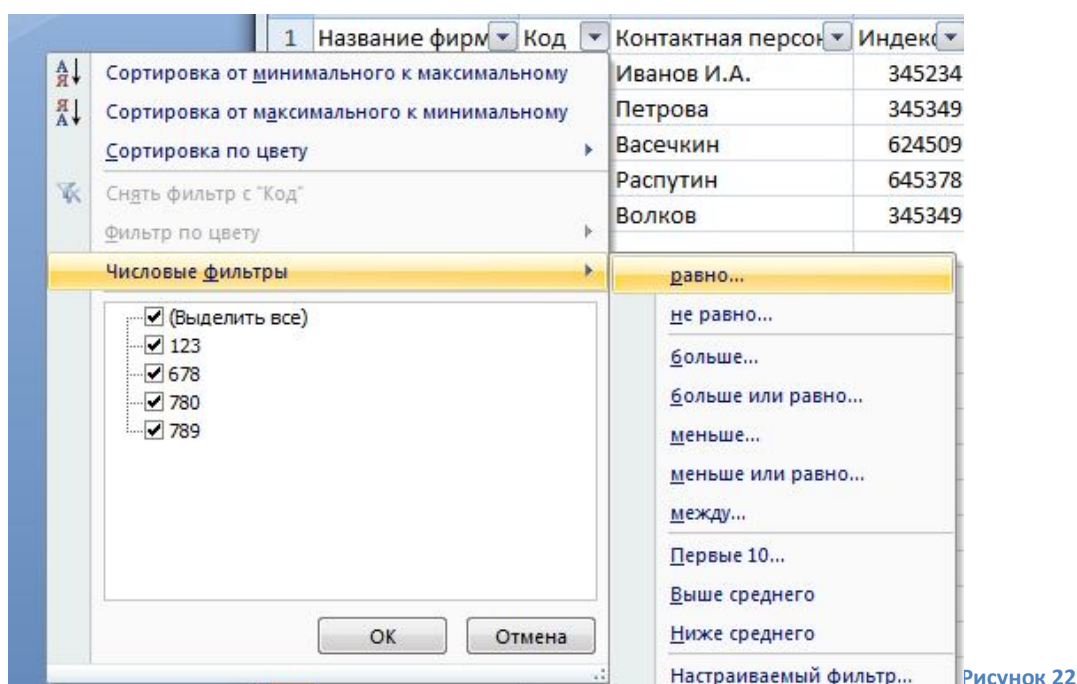 1 Название фирм Код Контактная персон Индекс
Сортировка от минимального к максимальному Иванов И.А. 345234
Сортировка от максимального к минимальному Петрова 345349
Сортировка по цвету Васечкин 624509
Снять фильтр с "Код" Распутин 645378
Фильтр по цвету Волков 345349
Числовые фильтры равно...
(Выделить все) не равно...
123
678 больше...
780 больше или равно...
789 меньше...
меньше или равно...
между...
Первые 10...
Выше среднего
ОК Отмена Ниже среднего
Настраиваемый фильтр... Рисунок 22